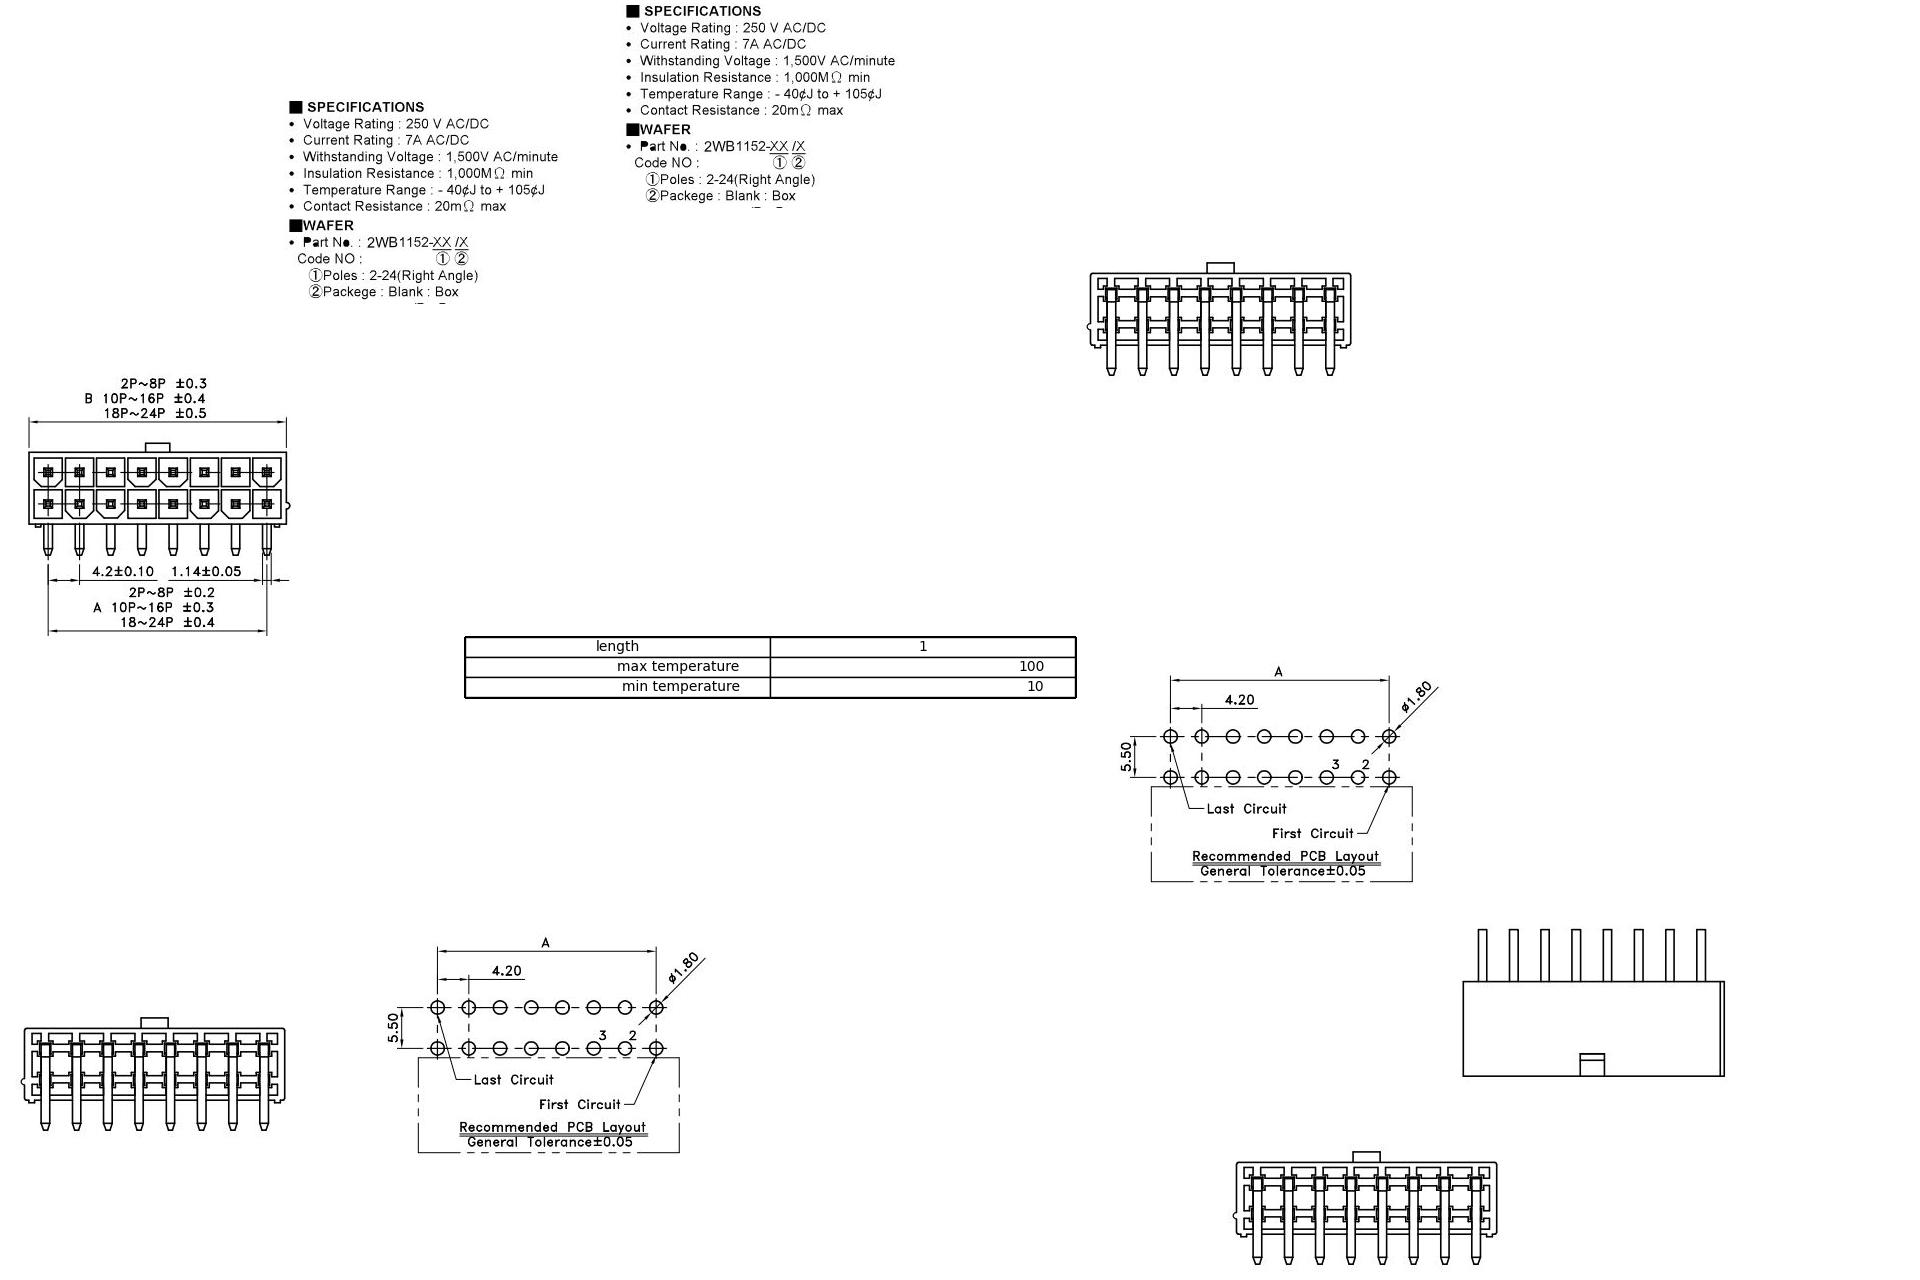 ■ SPECIFICATIONS
• Voltage Rating : 250 V AC/DC
• Current Rating : 7A AC/DC
• Withstanding Voltage : 1,500V AC/minute
• Insulation Resistance : 1,000MΩ min
• Temperature Range : - 40¢J to + 105¢J
• Contact Resistance : 20mΩ max
■WAFER
• Part No. : 2WB1152-XX /X
Code NO : ① ②
①Poles : 2-24(Right Angle)
②Packege : Blank : Box
■ SPECIFICATIONS
• Voltage Rating : 250 V AC/DC
• Current Rating : 7A AC/DC
• Withstanding Voltage : 1,500V AC/minute
• Insulation Resistance : 1,000MΩ min
• Temperature Range : - 40¢J to + 105¢J
• Contact Resistance : 20mΩ max
■WAFER
• Part No. : 2WB1152-XX /X
Code NO : ① ②
①Poles : 2-24(Right Angle)
②Packege : Blank : Box
2P~8P ±0.3
B 10P~16P ±0.4
18P~24P ±0.5
4.2±0.10 1.14±0.05
2P~8P ±0.2
A 10P~16P ±0.3
18~24P ±0.4
length 1
max temperature 100
min temperature 10
A
4.20
ø1.80
5.50
3 2
Last Circuit
First Circuit
Recommended PCB Layout
General Tolerance±0.05
A
4.20
ø1.80
5.50
3 2
Last Circuit
First Circuit
Recommended PCB Layout
General Tolerance±0.05